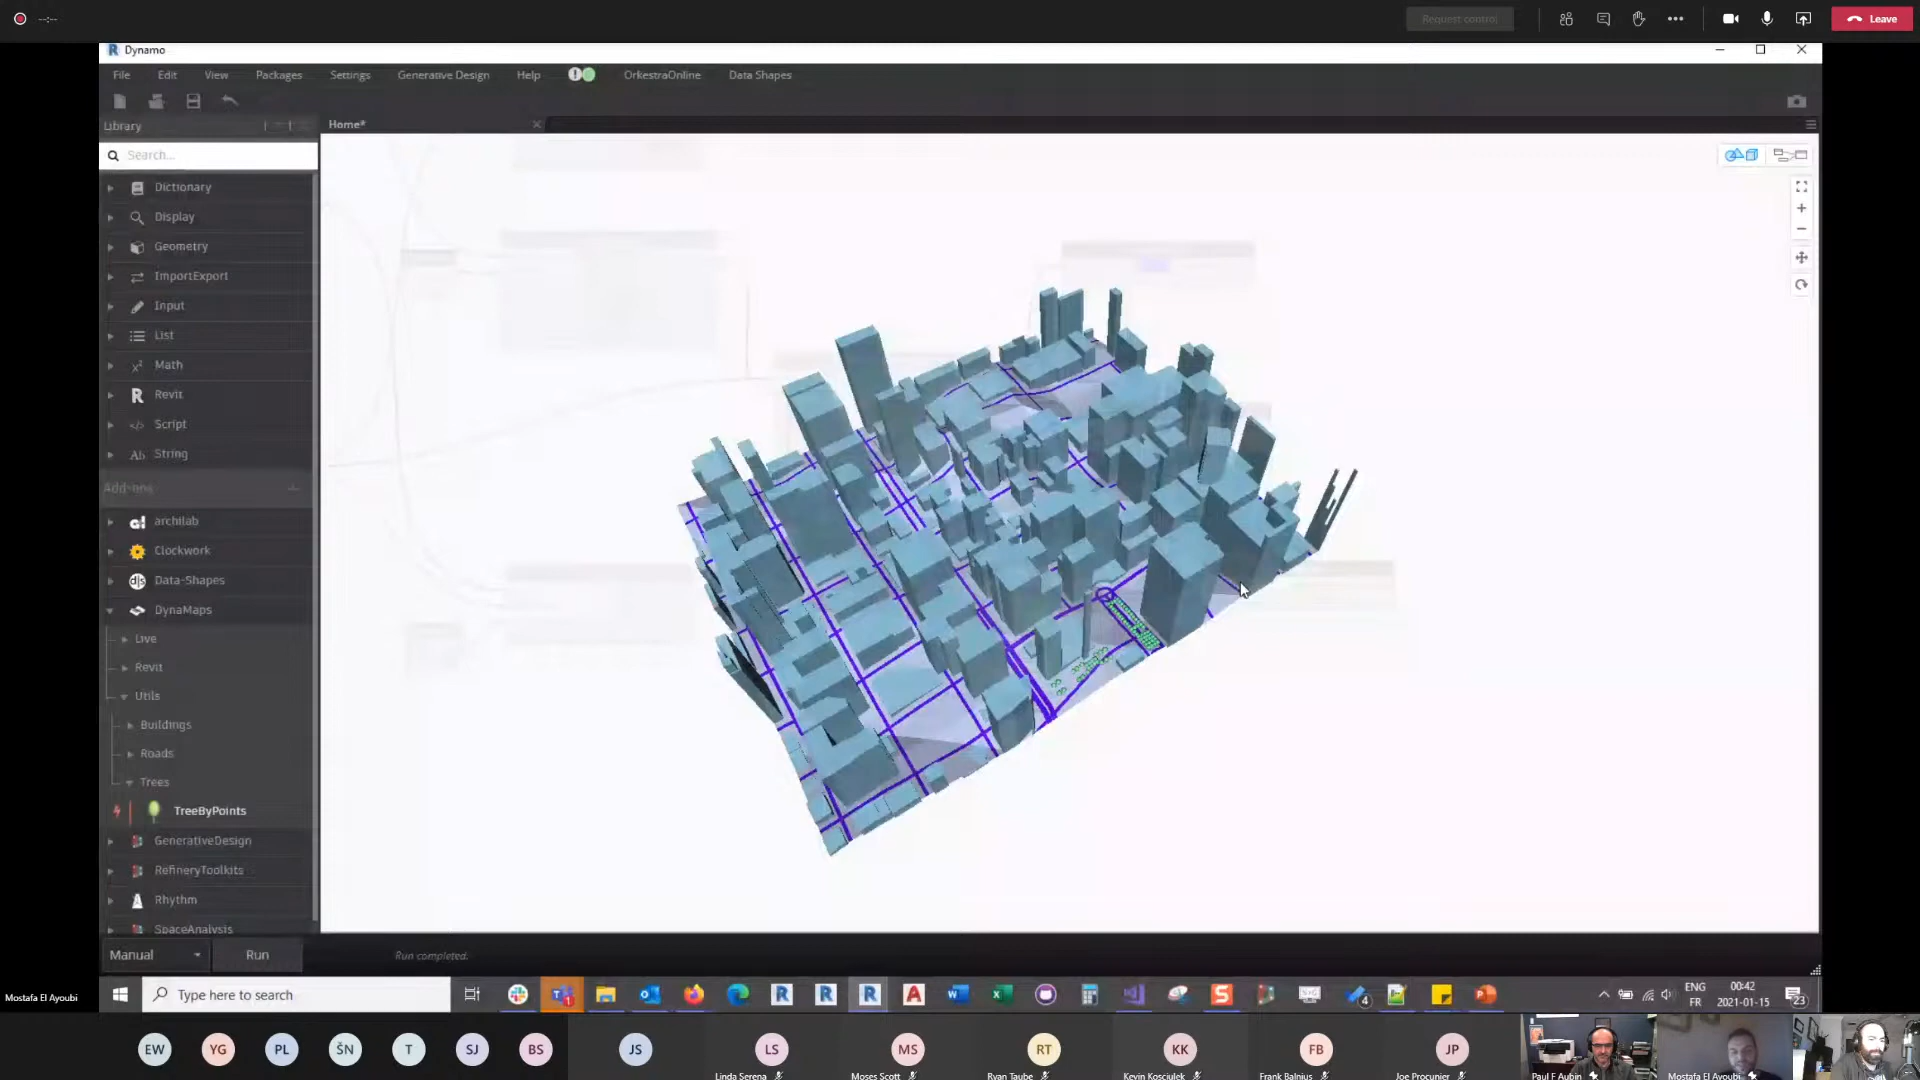 --:--
Request control
Leave
R Dynamo
File Edit View Packages Settings Generative Design Help OrkestraOnline Data Shapes
Library
Home*
Search...
Dictionary
Display
Geometry
ImportExport
Input
List
Math
R Revit
Script
Ab String
Add-ons
archilab
Clockwork
Data-Shapes
DynaMaps
Live
Revit
Utils
Buildings
Roads
Trees
TreeByPoints
GenerativeDesign
RefineryToolkits
Rhythm
SpaceAnalysis
Manual
Run
Run completed.
Mostafa El Ayoubi
Type here to search
ENG
FR
00:42
2021-01-15
23
EW YG PL ŠN T SJ BS JS LS MS RT KK FB JP
Linda Serena
Moses Scott
Ryan Taube
Kevin Kosciulek
Frank Balnius
Joe Procunier
Paul F Aubin
Mostafa El Ayoubi